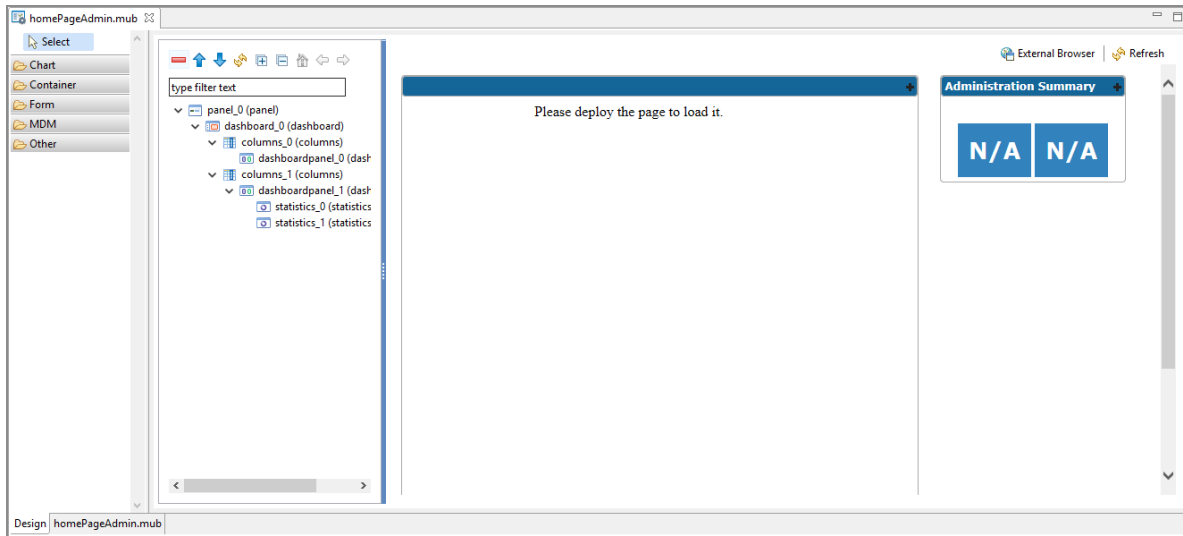 homePageAdmin.mub
Select
Chart
Container
Form
MDM
Other
type filter text
panel_0 (panel)
dashboard_0 (dashboard)
columns_0 (columns)
dashboardpanel_0 (dash
columns_1 (columns)
dashboardpanel_1 (dash
statistics_0 (statistics
statistics_1 (statistics
External Browser Refresh
Please deploy the page to load it.
Administration Summary
N/A N/A
Design homePageAdmin.mub